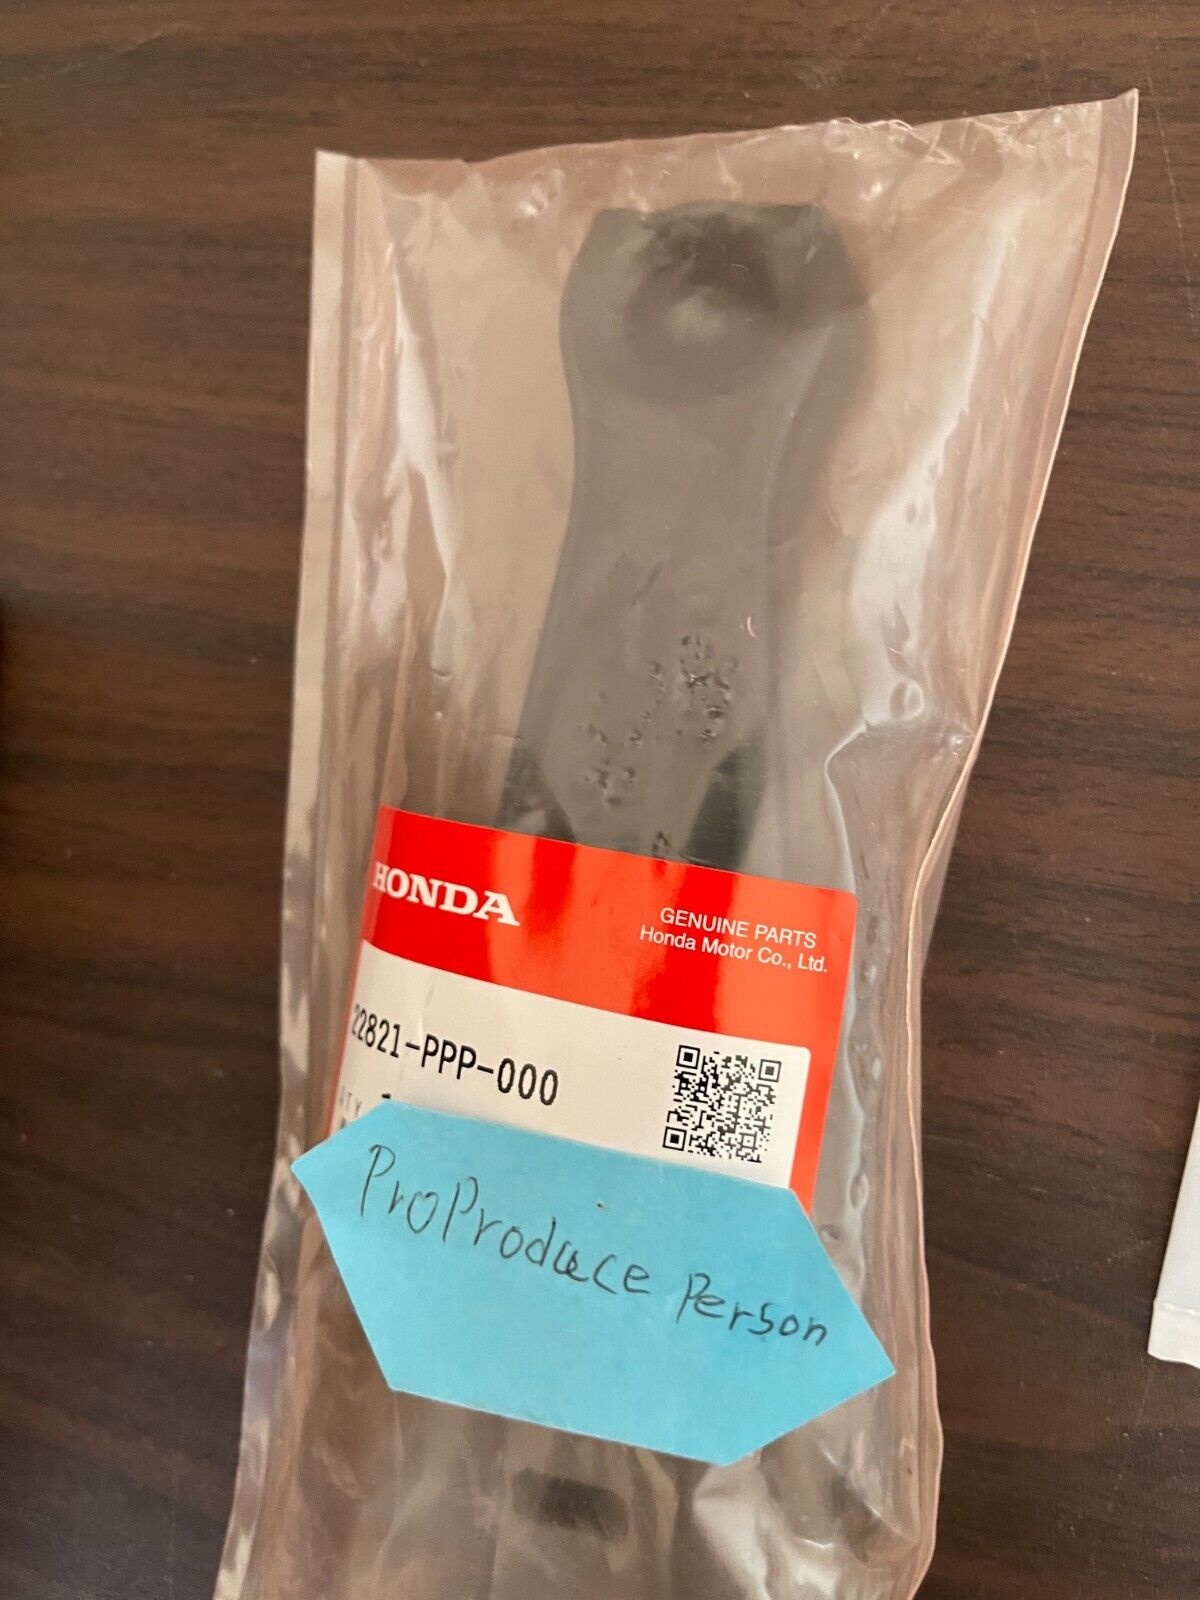 HONDA
GENUINE PARTS
Honda Motor Co., Ltd.
22821-PPP-000
ProProduce Person